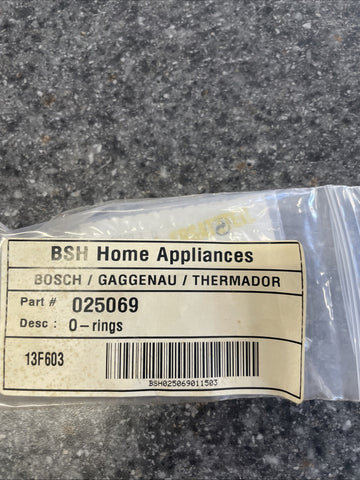 BSH Home Appliances
BOSCH / GAGGENAU / THERMADOR
Part # 025069
Desc : O-rings
13F603
BSH025069011503